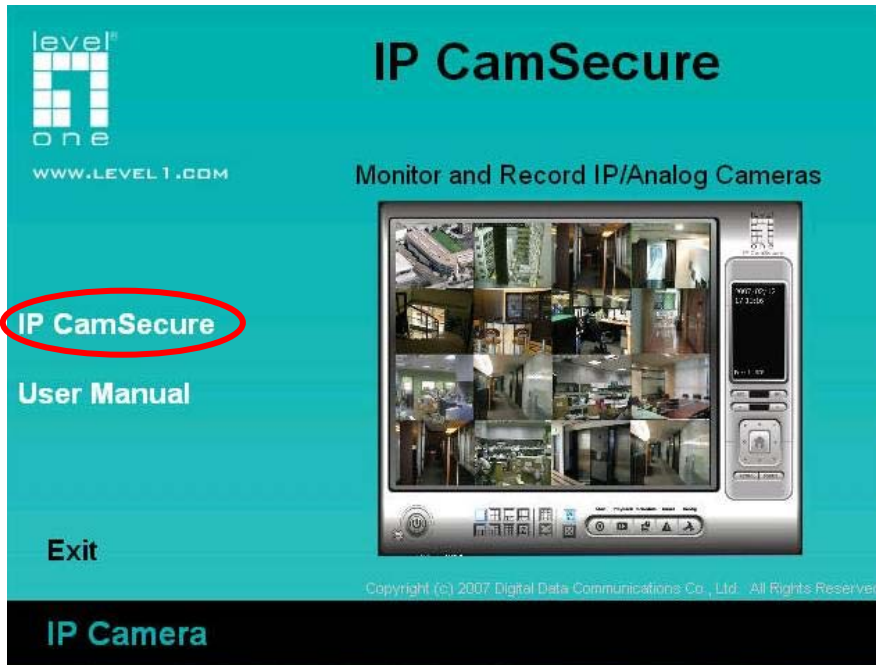 level®
one
WWW.LEVEL1.COM
IP CamSecure
Monitor and Record IP/Analog Cameras
IP CamSecure
User Manual
Exit
Copyright (c) 2007 Digital Data Communications Co., Ltd. All Rights Reserved
IP Camera